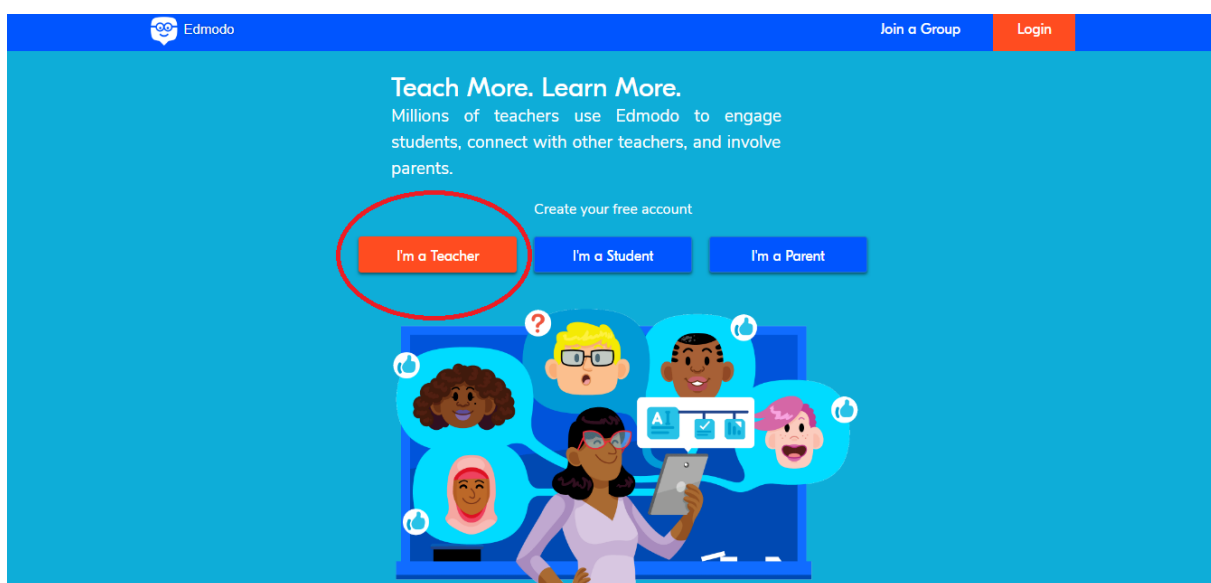 Edmodo
Join a Group
Login
Teach More. Learn More.
Millions of teachers use Edmodo to engage
students, connect with other teachers, and involve
parents.
Create your free account
I'm a Teacher
I'm a Student
I'm a Parent
?
A